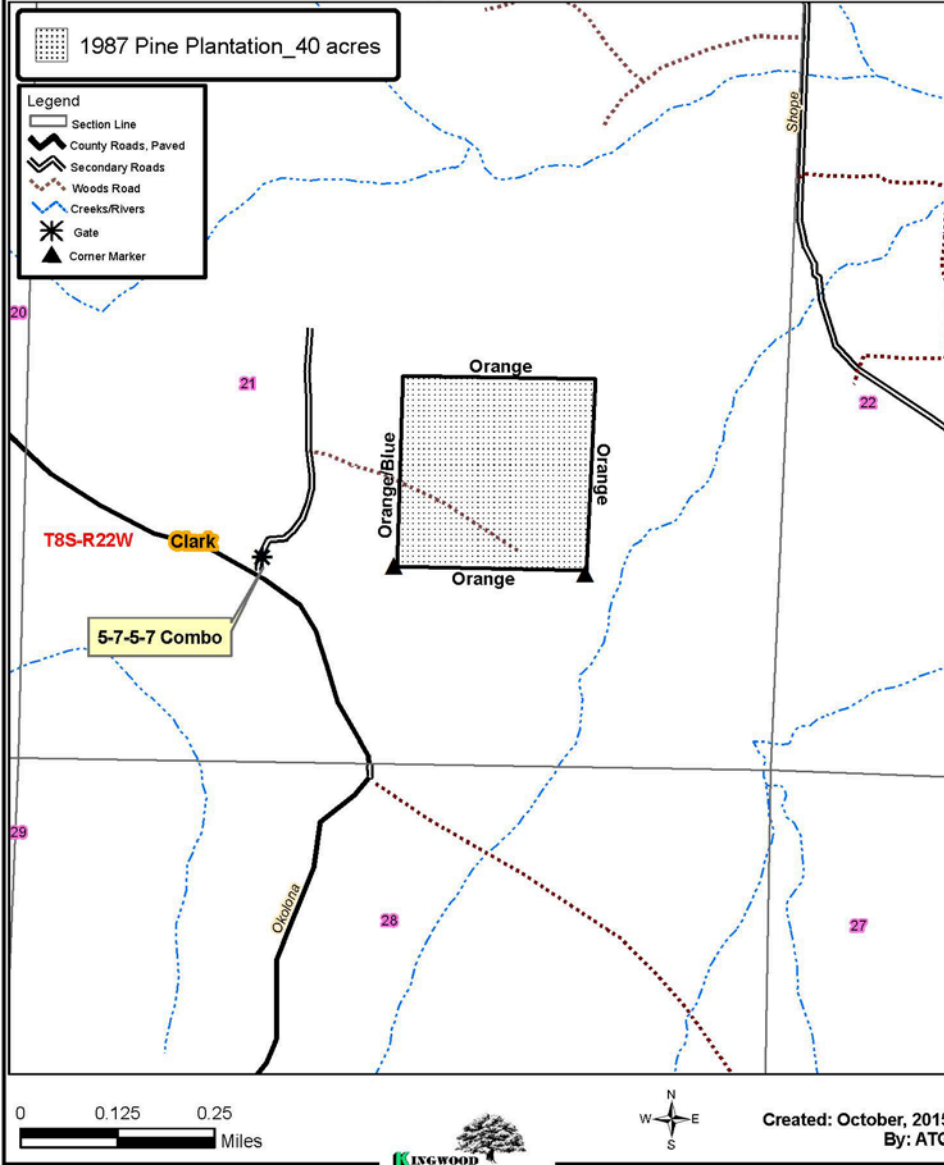 1987 Pine Plantation_40 acres
Legend
Section Line
County Roads, Paved
Secondary Roads
Woods Road
Creeks/Rivers
Gate
Corner Marker
Shope
20
21
22
Orange
Orange/Blue
Orange
Orange
T8S-R22W
Clark
5-7-5-7 Combo
29
28
27
Okolona
0 0.125 0.25
Miles
KINGWOOD
N
W E
S
Created: October, 2015
By: ATC